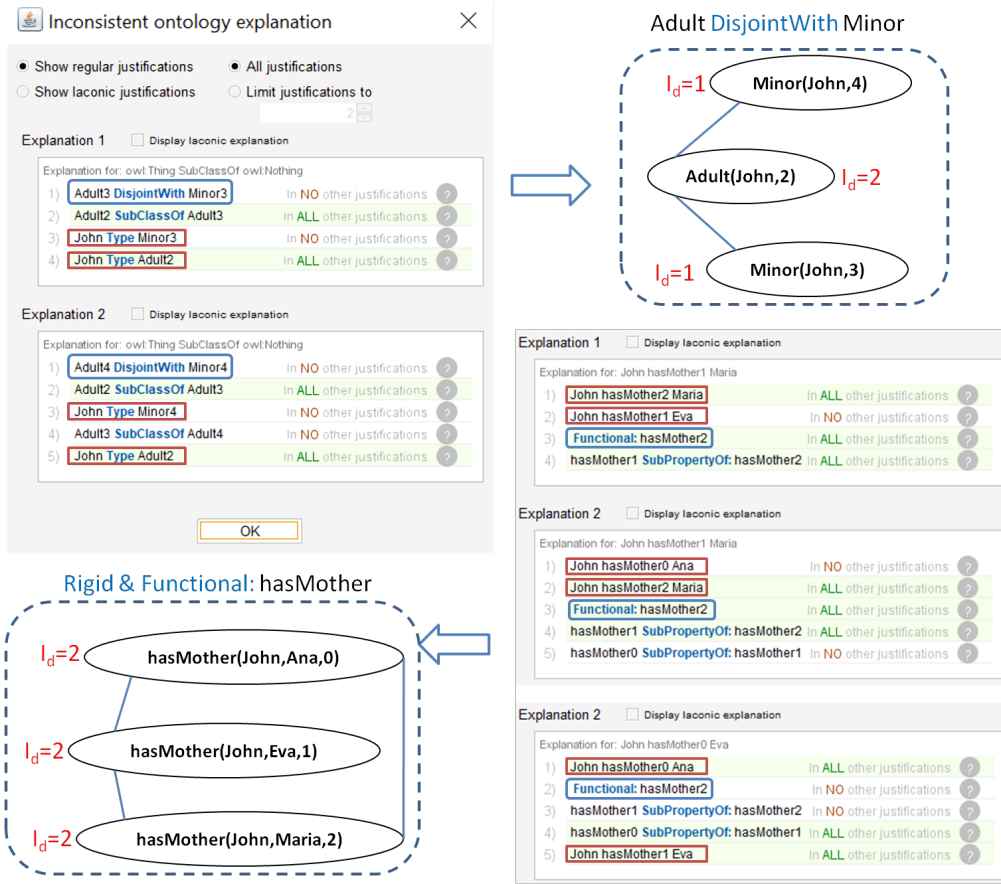 Inconsistent ontology explanation
Show regular justifications
All justifications
Show laconic justifications
Limit justifications to
2
Explanation 1
Display laconic explanation
Explanation for: owl:Thing SubClassOf owl:Nothing
1) Adult3 DisjointWith Minor3 In NO other justifications ?
2) Adult2 SubClassOf Adult3 In ALL other justifications ?
3) John Type Minor3 In NO other justifications ?
4) John Type Adult2 In ALL other justifications ?
Explanation 2
Display laconic explanation
Explanation for: owl:Thing SubClassOf owl:Nothing
1) Adult4 DisjointWith Minor4 In NO other justifications ?
2) Adult2 SubClassOf Adult3 In ALL other justifications ?
3) John Type Minor4 In NO other justifications ?
4) Adult3 SubClassOf Adult4 In NO other justifications ?
5) John Type Adult2 In ALL other justifications ?
OK
Adult DisjointWith Minor
Id=1 Minor(John,4)
Adult(John,2) Id=2
Id=1 Minor(John,3)
Explanation 1
Display laconic explanation
Explanation for: John hasMother1 Maria
1) John hasMother2 Maria In ALL other justifications ?
2) John hasMother1 Eva In NO other justifications ?
3) Functional: hasMother2 In ALL other justifications ?
4) hasMother1 SubPropertyOf: hasMother2 In ALL other justifications ?
Explanation 2
Display laconic explanation
Explanation for: John hasMother1 Maria
1) John hasMother0 Ana In NO other justifications ?
2) John hasMother2 Maria In ALL other justifications ?
3) Functional: hasMother2 In ALL other justifications ?
4) hasMother1 SubPropertyOf: hasMother2 In ALL other justifications ?
5) hasMother0 SubPropertyOf: hasMother1 In NO other justifications ?
Explanation 2
Display laconic explanation
Explanation for: John hasMother0 Eva
1) John hasMother0 Ana In ALL other justifications ?
2) Functional: hasMother2 In NO other justifications ?
3) hasMother1 SubPropertyOf: hasMother2 In NO other justifications ?
4) hasMother0 SubPropertyOf: hasMother1 In ALL other justifications ?
5) John hasMother1 Eva In ALL other justifications ?
Rigid & Functional: hasMother
Id=2 hasMother(John,Ana,0)
Id=2 hasMother(John,Eva,1)
Id=2 hasMother(John,Maria,2)